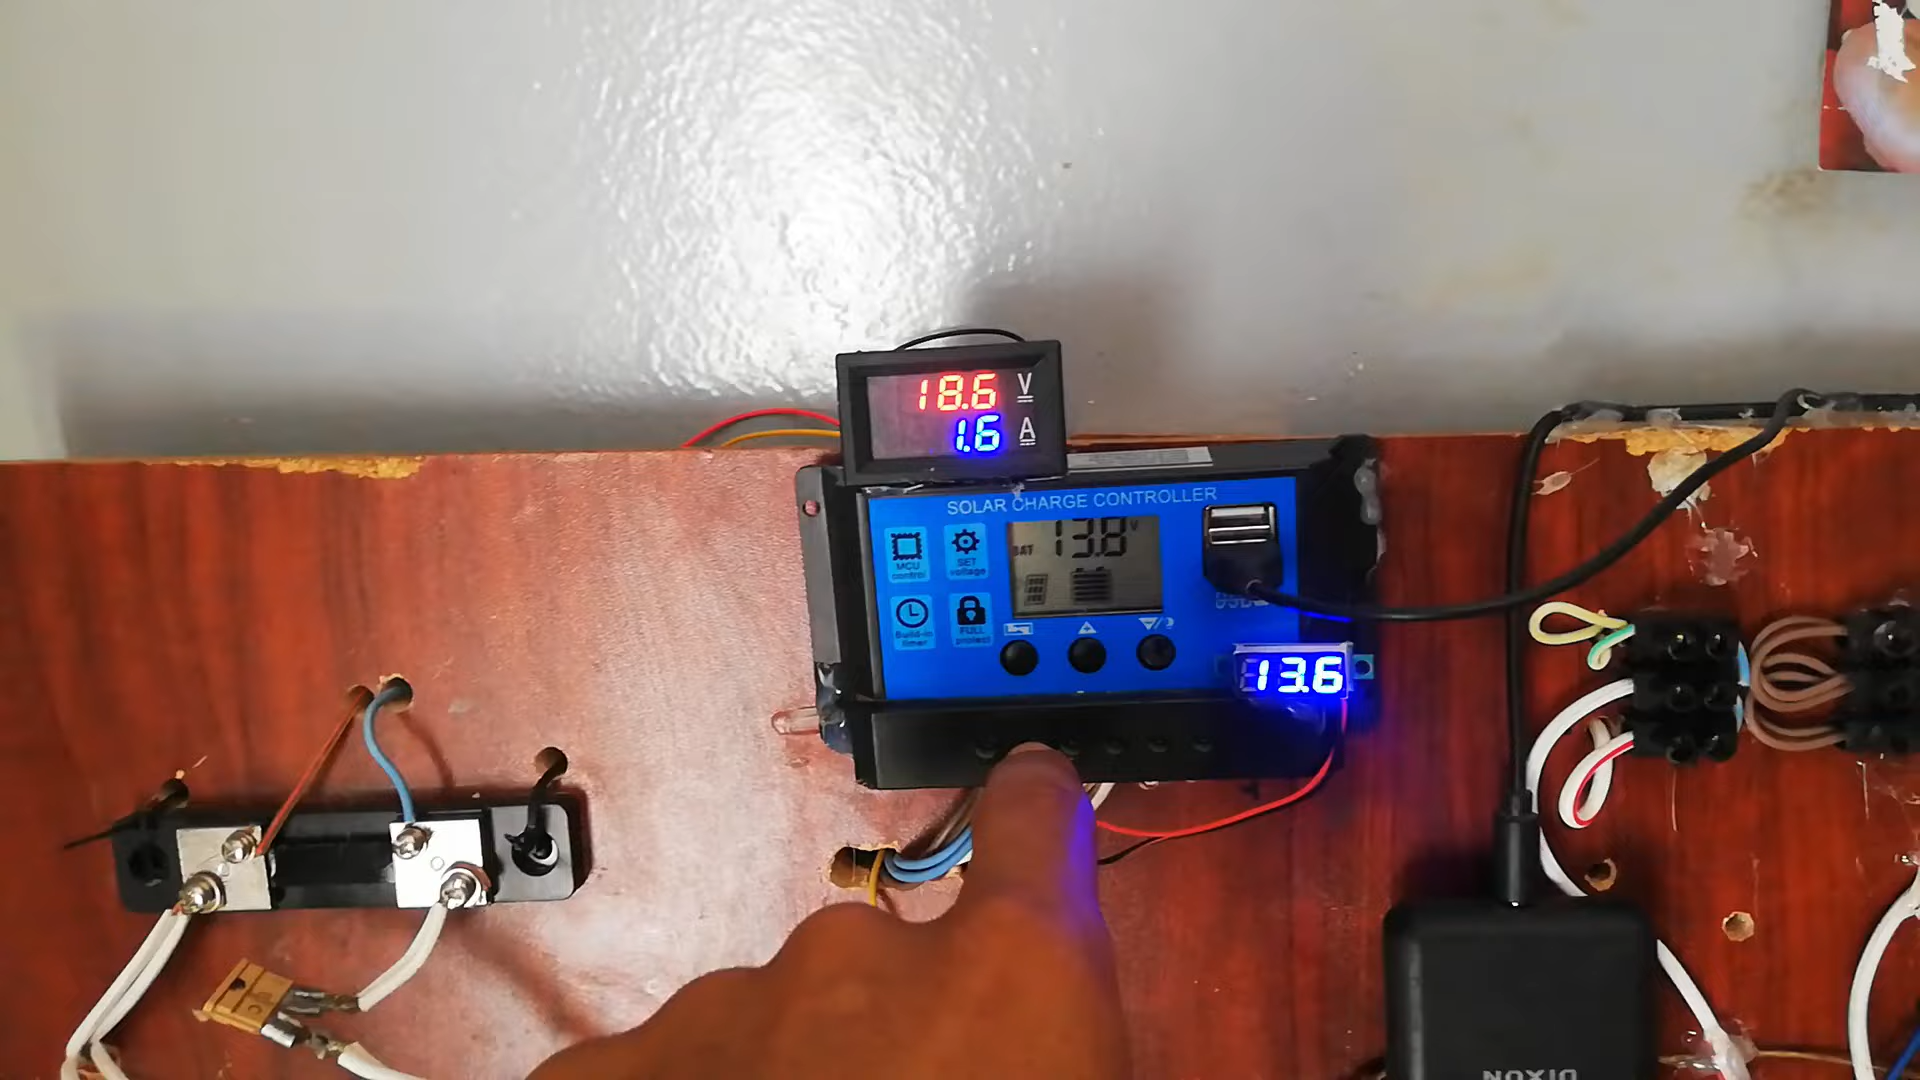 18.6 V
1.6 A
SOLAR CHARGE CONTROLLER
MCU
control
SET
voltage
BAT 13.8 V
Build-in
timer
FULL
protect
13.6
DIXON